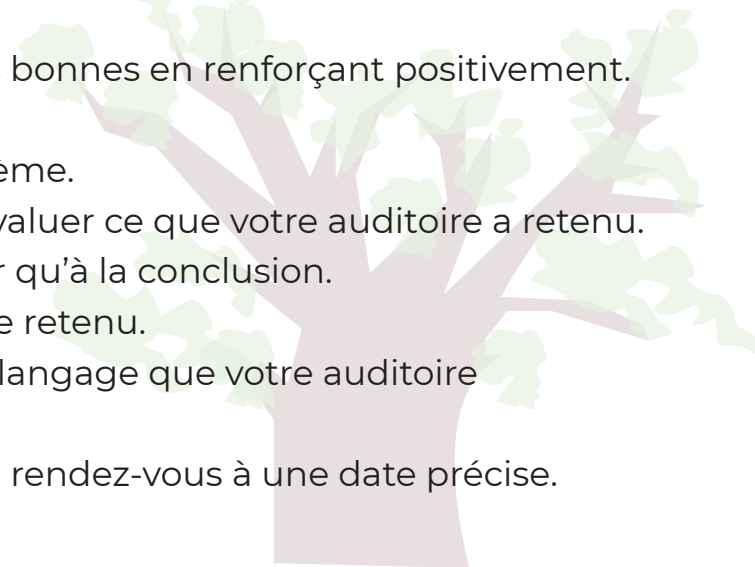 bonnes en renforçant positivement.
ème.
valuer ce que votre auditoire a retenu.
qu’à la conclusion.
e retenu.
langage que votre auditoire
rendez-vous à une date précise.